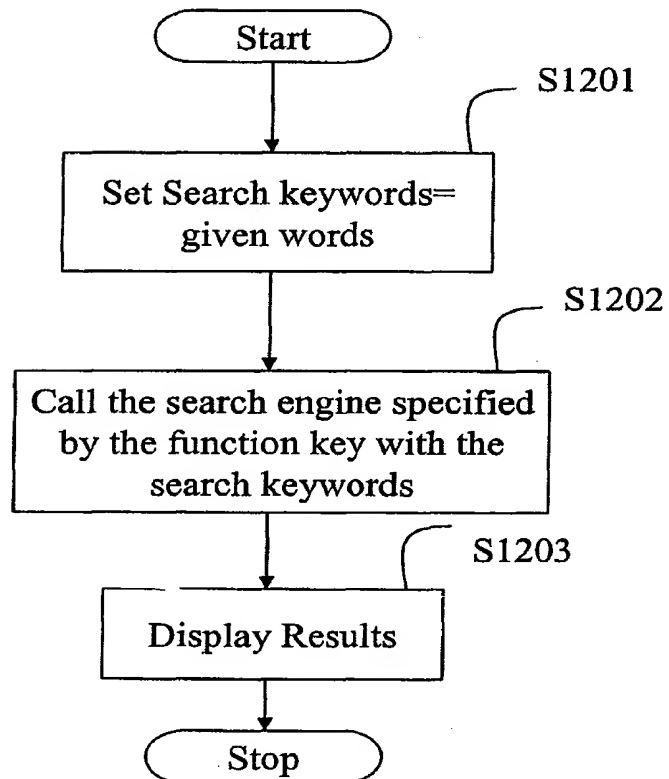 Start
S1201
Set Search keywords=
given words
S1202
Call the search engine specified
by the function key with the
search keywords
S1203
Display Results
Stop